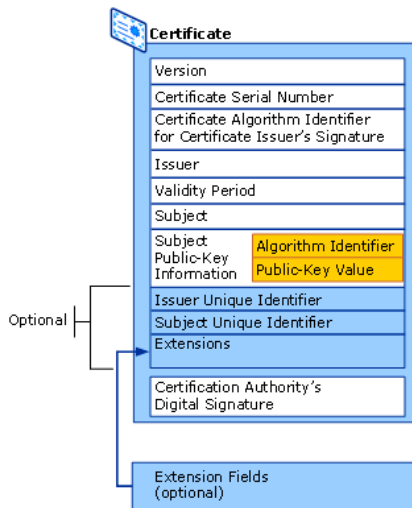 Certificate
Version
Certificate Serial Number
Certificate Algorithm Identifier
for Certificate Issuer's Signature
Issuer
Validity Period
Subject
Subject
Public-Key
Information
Algorithm Identifier
Public-Key Value
Optional
Issuer Unique Identifier
Subject Unique Identifier
Extensions
Certification Authority's
Digital Signature
Extension Fields
(optional)